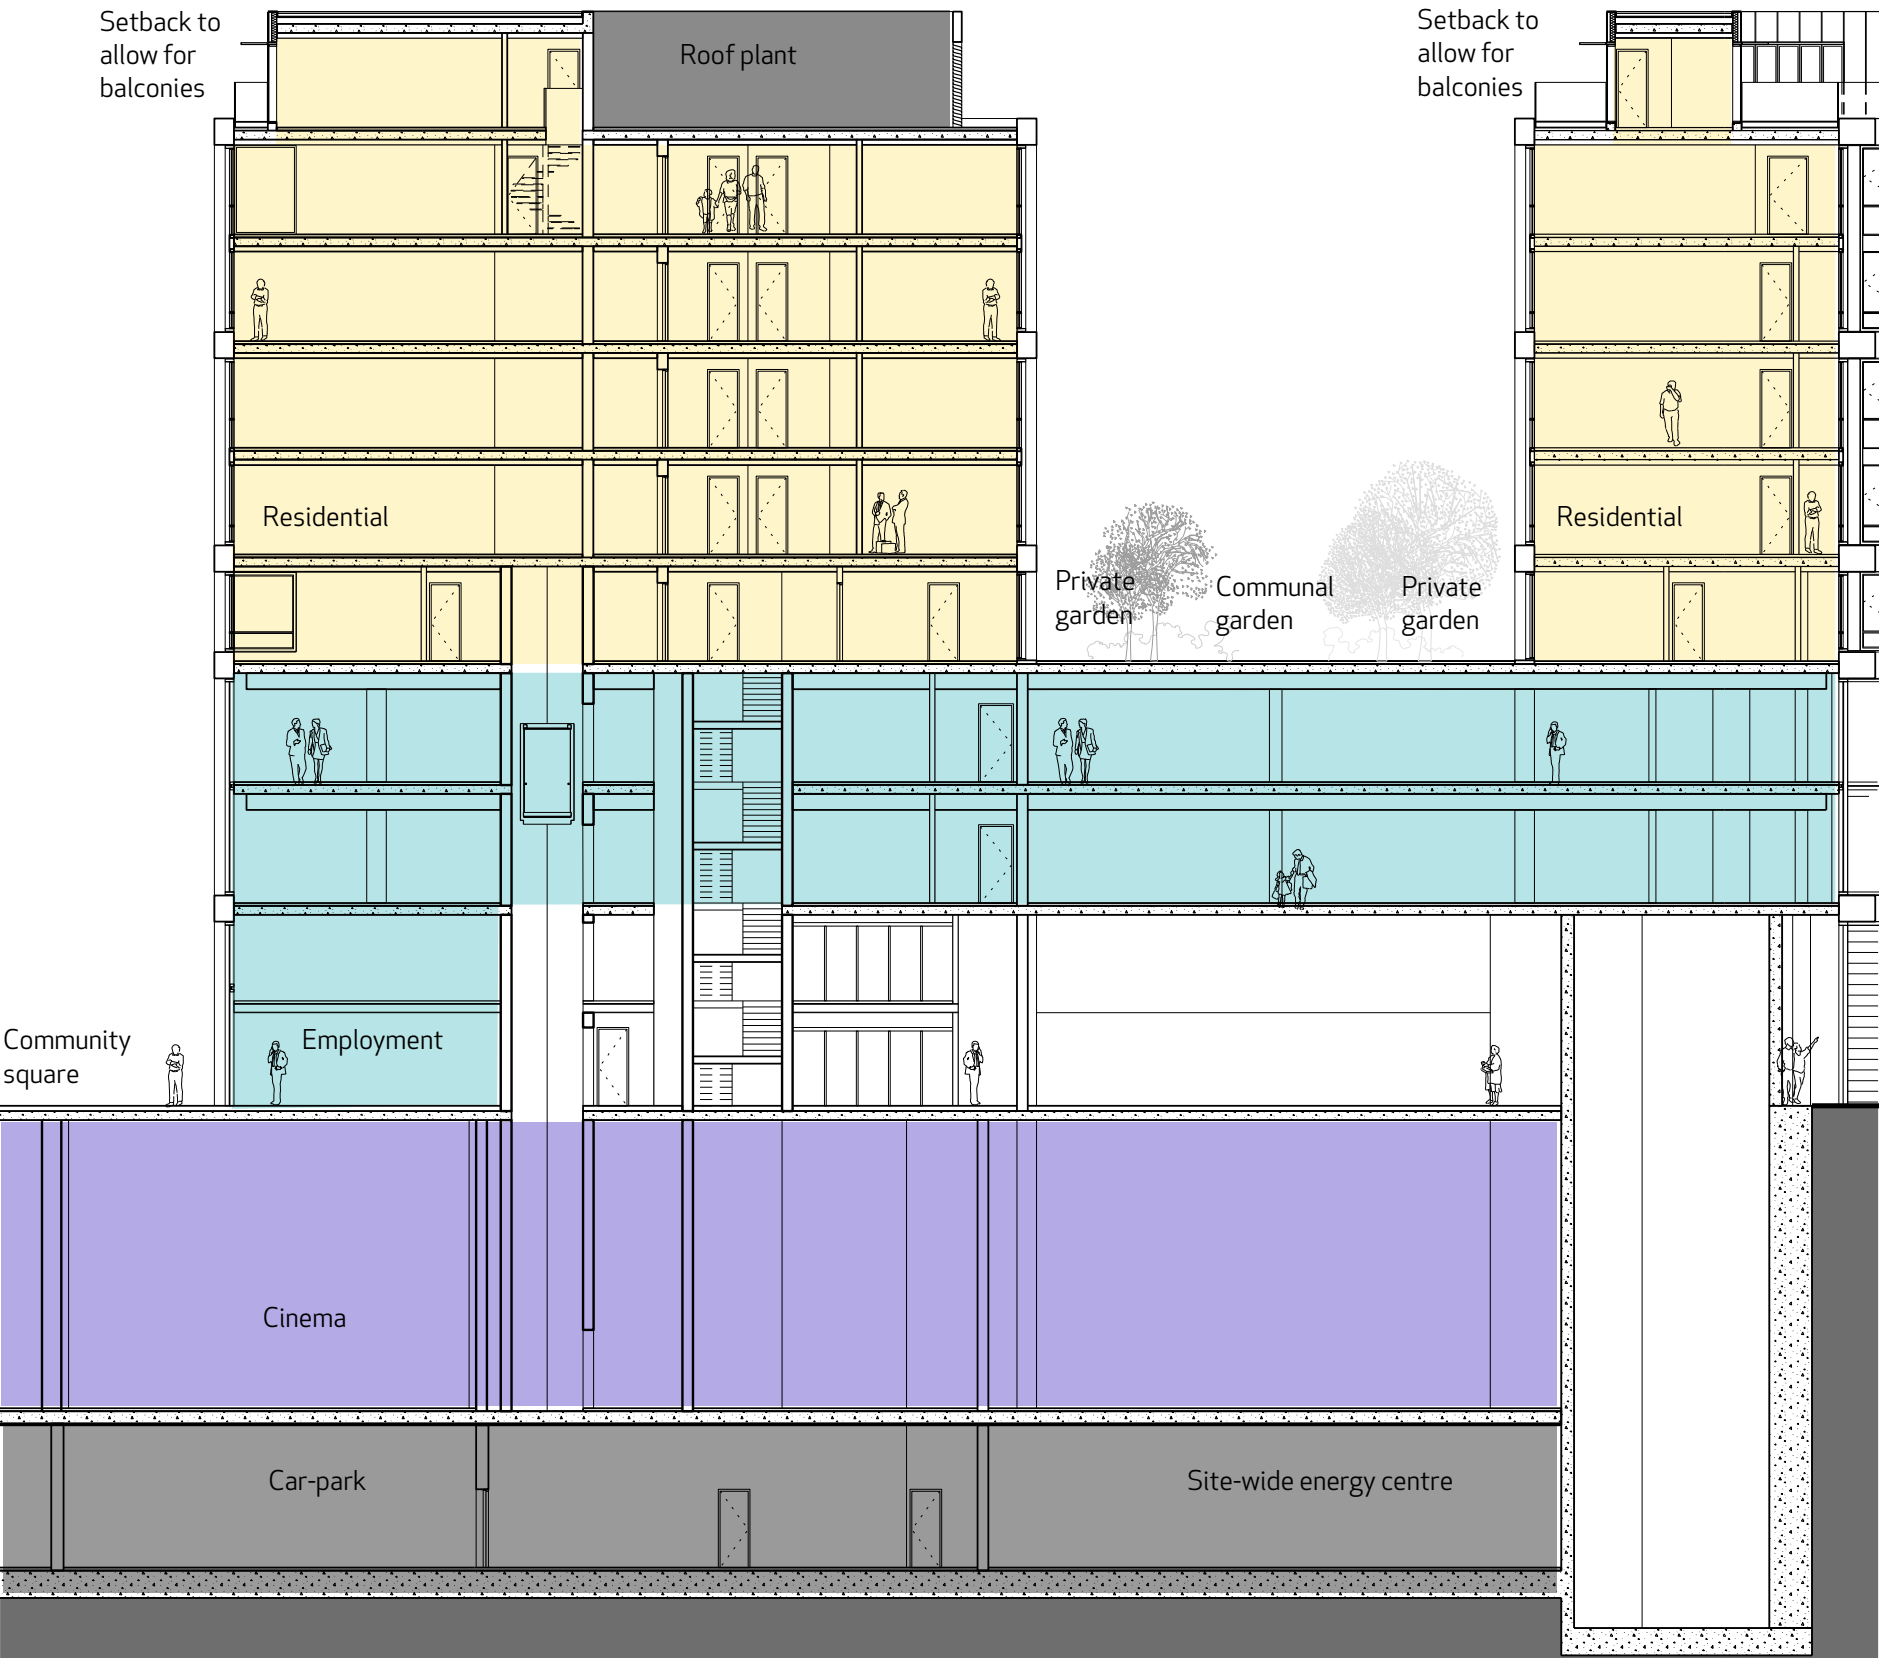 Setback to
allow for
balconies
Roof plant
Setback to
allow for
balconies
Residential
Residential
Private
garden
Communal
garden
Private
garden
Community
square
Employment
Cinema
Car-park
Site-wide energy centre